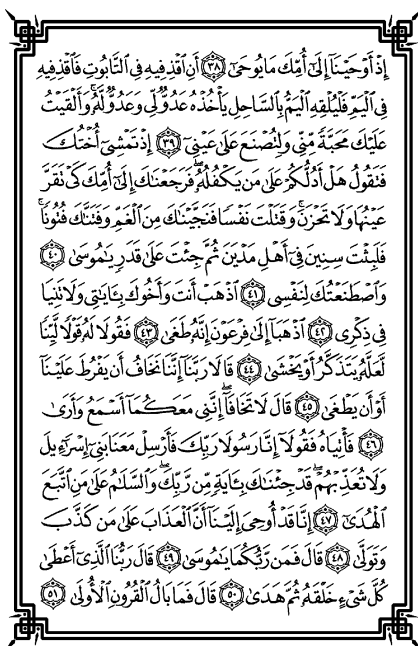 إِذْ أَوْحَيْنَآ إِلَىٰٓ أُمِّكَ مَا يُوحَىٰٓ ٣٨ أَنِ ٱقْذِفِيهِ فِى ٱلتَّابُوتِ فَٱقْذِفِيهِ
فِى ٱلْيَمِّ فَلْيُلْقِهِ ٱلْيَمُّ بِٱلسَّاحِلِ يَأْخُذْهُ عَدُوٌّ لِّى وَعَدُوٌّ لَّهُۥ ۚ وَأَلْقَيْتُ
عَلَيْكَ مَحَبَّةً مِّنِّى وَلِتُصْنَعَ عَلَىٰ عَيْنِىٓ ٣٩ إِذْ تَمْشِىٓ أُخْتُكَ
فَتَقُولُ هَلْ أَدُلُّكُمْ عَلَىٰ مَن يَكْفُلُهُۥ ۖ فَرَجَعْنَٰكَ إِلَىٰٓ أُمِّكَ كَىْ تَقَرَّ
عَيْنُهَا وَلَا تَحْزَنَ ۚ وَقَتَلْتَ نَفْسًا فَنَجَّيْنَٰكَ مِنَ ٱلْغَمِّ وَفَتَنَّٰكَ فُتُونًا ۚ
فَلَبِثْتَ سِنِينَ فِىٓ أَهْلِ مَدْيَنَ ثُمَّ جِئْتَ عَلَىٰ قَدَرٍ يَٰمُوسَىٰ ٤٠
وَٱصْطَنَعْتُكَ لِنَفْسِى ٤١ ٱذْهَبْ أَنتَ وَأَخُوكَ بِـَٔايَٰتِى وَلَا تَنِيَا
فِى ذِكْرِى ٤٢ ٱذْهَبَآ إِلَىٰ فِرْعَوْنَ إِنَّهُۥ طَغَىٰ ٤٣ فَقُولَا لَهُۥ قَوْلًا لَّيِّنًا
لَّعَلَّهُۥ يَتَذَكَّرُ أَوْ يَخْشَىٰ ٤٤ قَالَا رَبَّنَآ إِنَّنَا نَخَافُ أَن يَفْرُطَ عَلَيْنَآ
أَوْ أَن يَطْغَىٰ ٤٥ قَالَ لَا تَخَافَآ ۖ إِنَّنِى مَعَكُمَآ أَسْمَعُ وَأَرَىٰ
٤٦ فَأْتِيَاهُ فَقُولَآ إِنَّا رَسُولَا رَبِّكَ فَأَرْسِلْ مَعَنَا بَنِىٓ إِسْرَٰٓءِيلَ
وَلَا تُعَذِّبْهُمْ ۖ قَدْ جِئْنَٰكَ بِـَٔايَةٍ مِّن رَّبِّكَ ۖ وَٱلسَّلَٰمُ عَلَىٰ مَنِ ٱتَّبَعَ
ٱلْهُدَىٰٓ ٤٧ إِنَّا قَدْ أُوحِىَ إِلَيْنَآ أَنَّ ٱلْعَذَابَ عَلَىٰ مَن كَذَّبَ
وَتَوَلَّىٰ ٤٨ قَالَ فَمَن رَّبُّكُمَا يَٰمُوسَىٰ ٤٩ قَالَ رَبُّنَا ٱلَّذِىٓ أَعْطَىٰ
كُلَّ شَىْءٍ خَلْقَهُۥ ثُمَّ هَدَىٰ ٥٠ قَالَ فَمَا بَالُ ٱلْقُرُونِ ٱلْأُولَىٰ ٥١